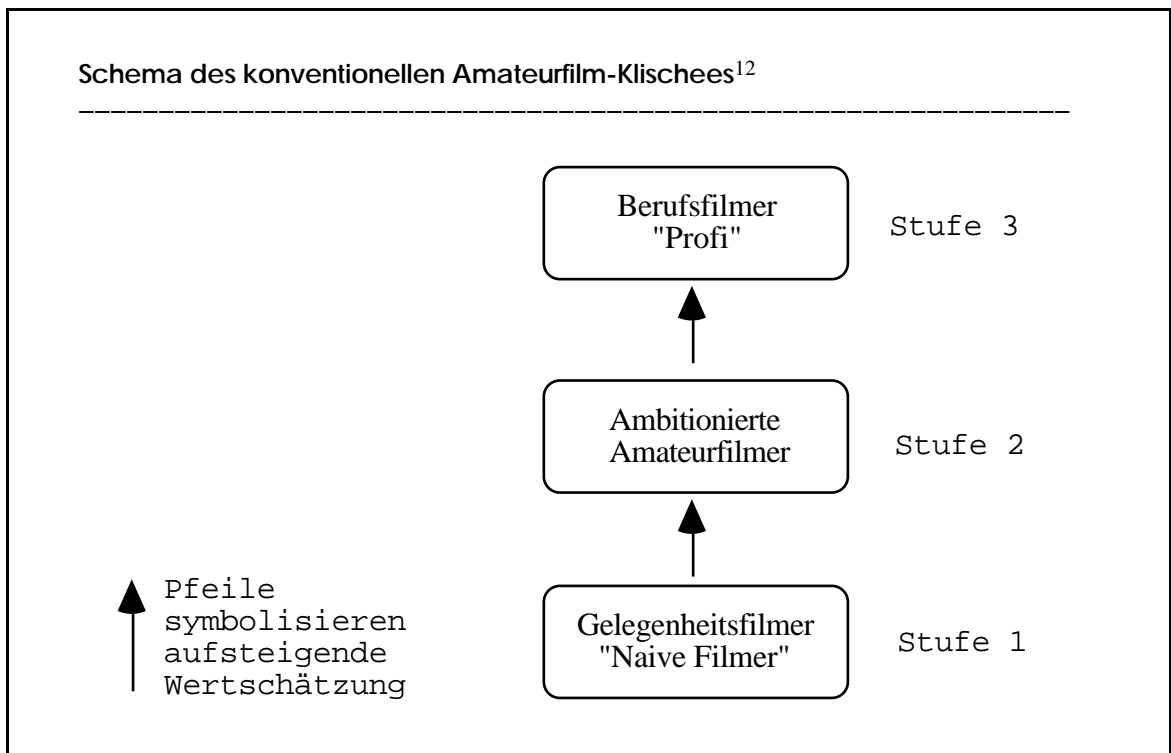 Schema des konventionellen Amateurfilm-Klischees12
Berufsfilmer
"Profi"
Stufe 3
Ambitionierte
Amateurfilmer
Stufe 2
Gelegenheitsfilmer
"Naive Filmer"
Stufe 1
Pfeile
symbolisieren
aufsteigende
Wertschätzung